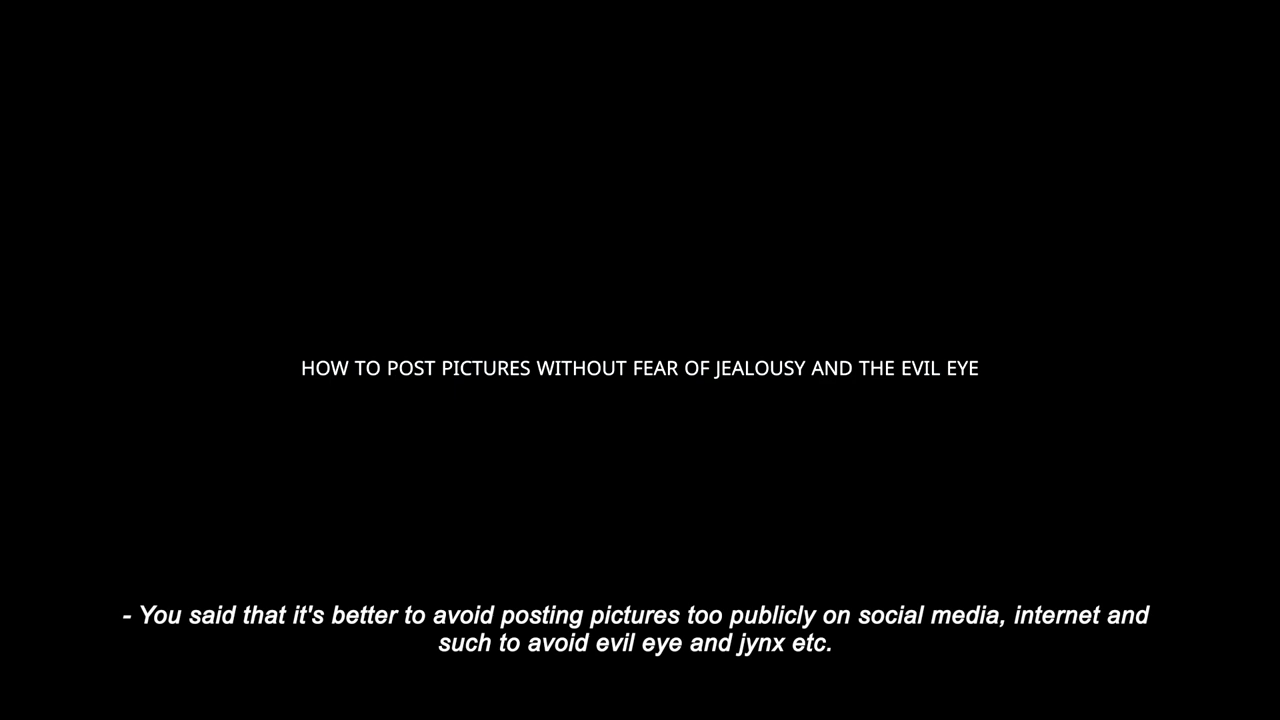 HOW TO POST PICTURES WITHOUT FEAR OF JEALOUSY AND THE EVIL EYE
- You said that it's better to avoid posting pictures too publicly on social media, internet and
such to avoid evil eye and jynx etc.